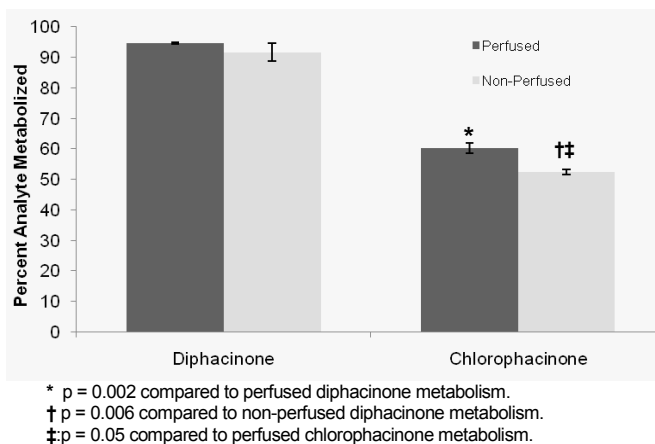 100
90
80
70
60
50
40
30
20
10
0
Percent Analyte Metabolized
Perfused
Non-Perfused
*
†‡
Diphacinone
Chlorophacinone
* p = 0.002 compared to perfused diphacinone metabolism.
† p = 0.006 compared to non-perfused diphacinone metabolism.
‡:p = 0.05 compared to perfused chlorophacinone metabolism.